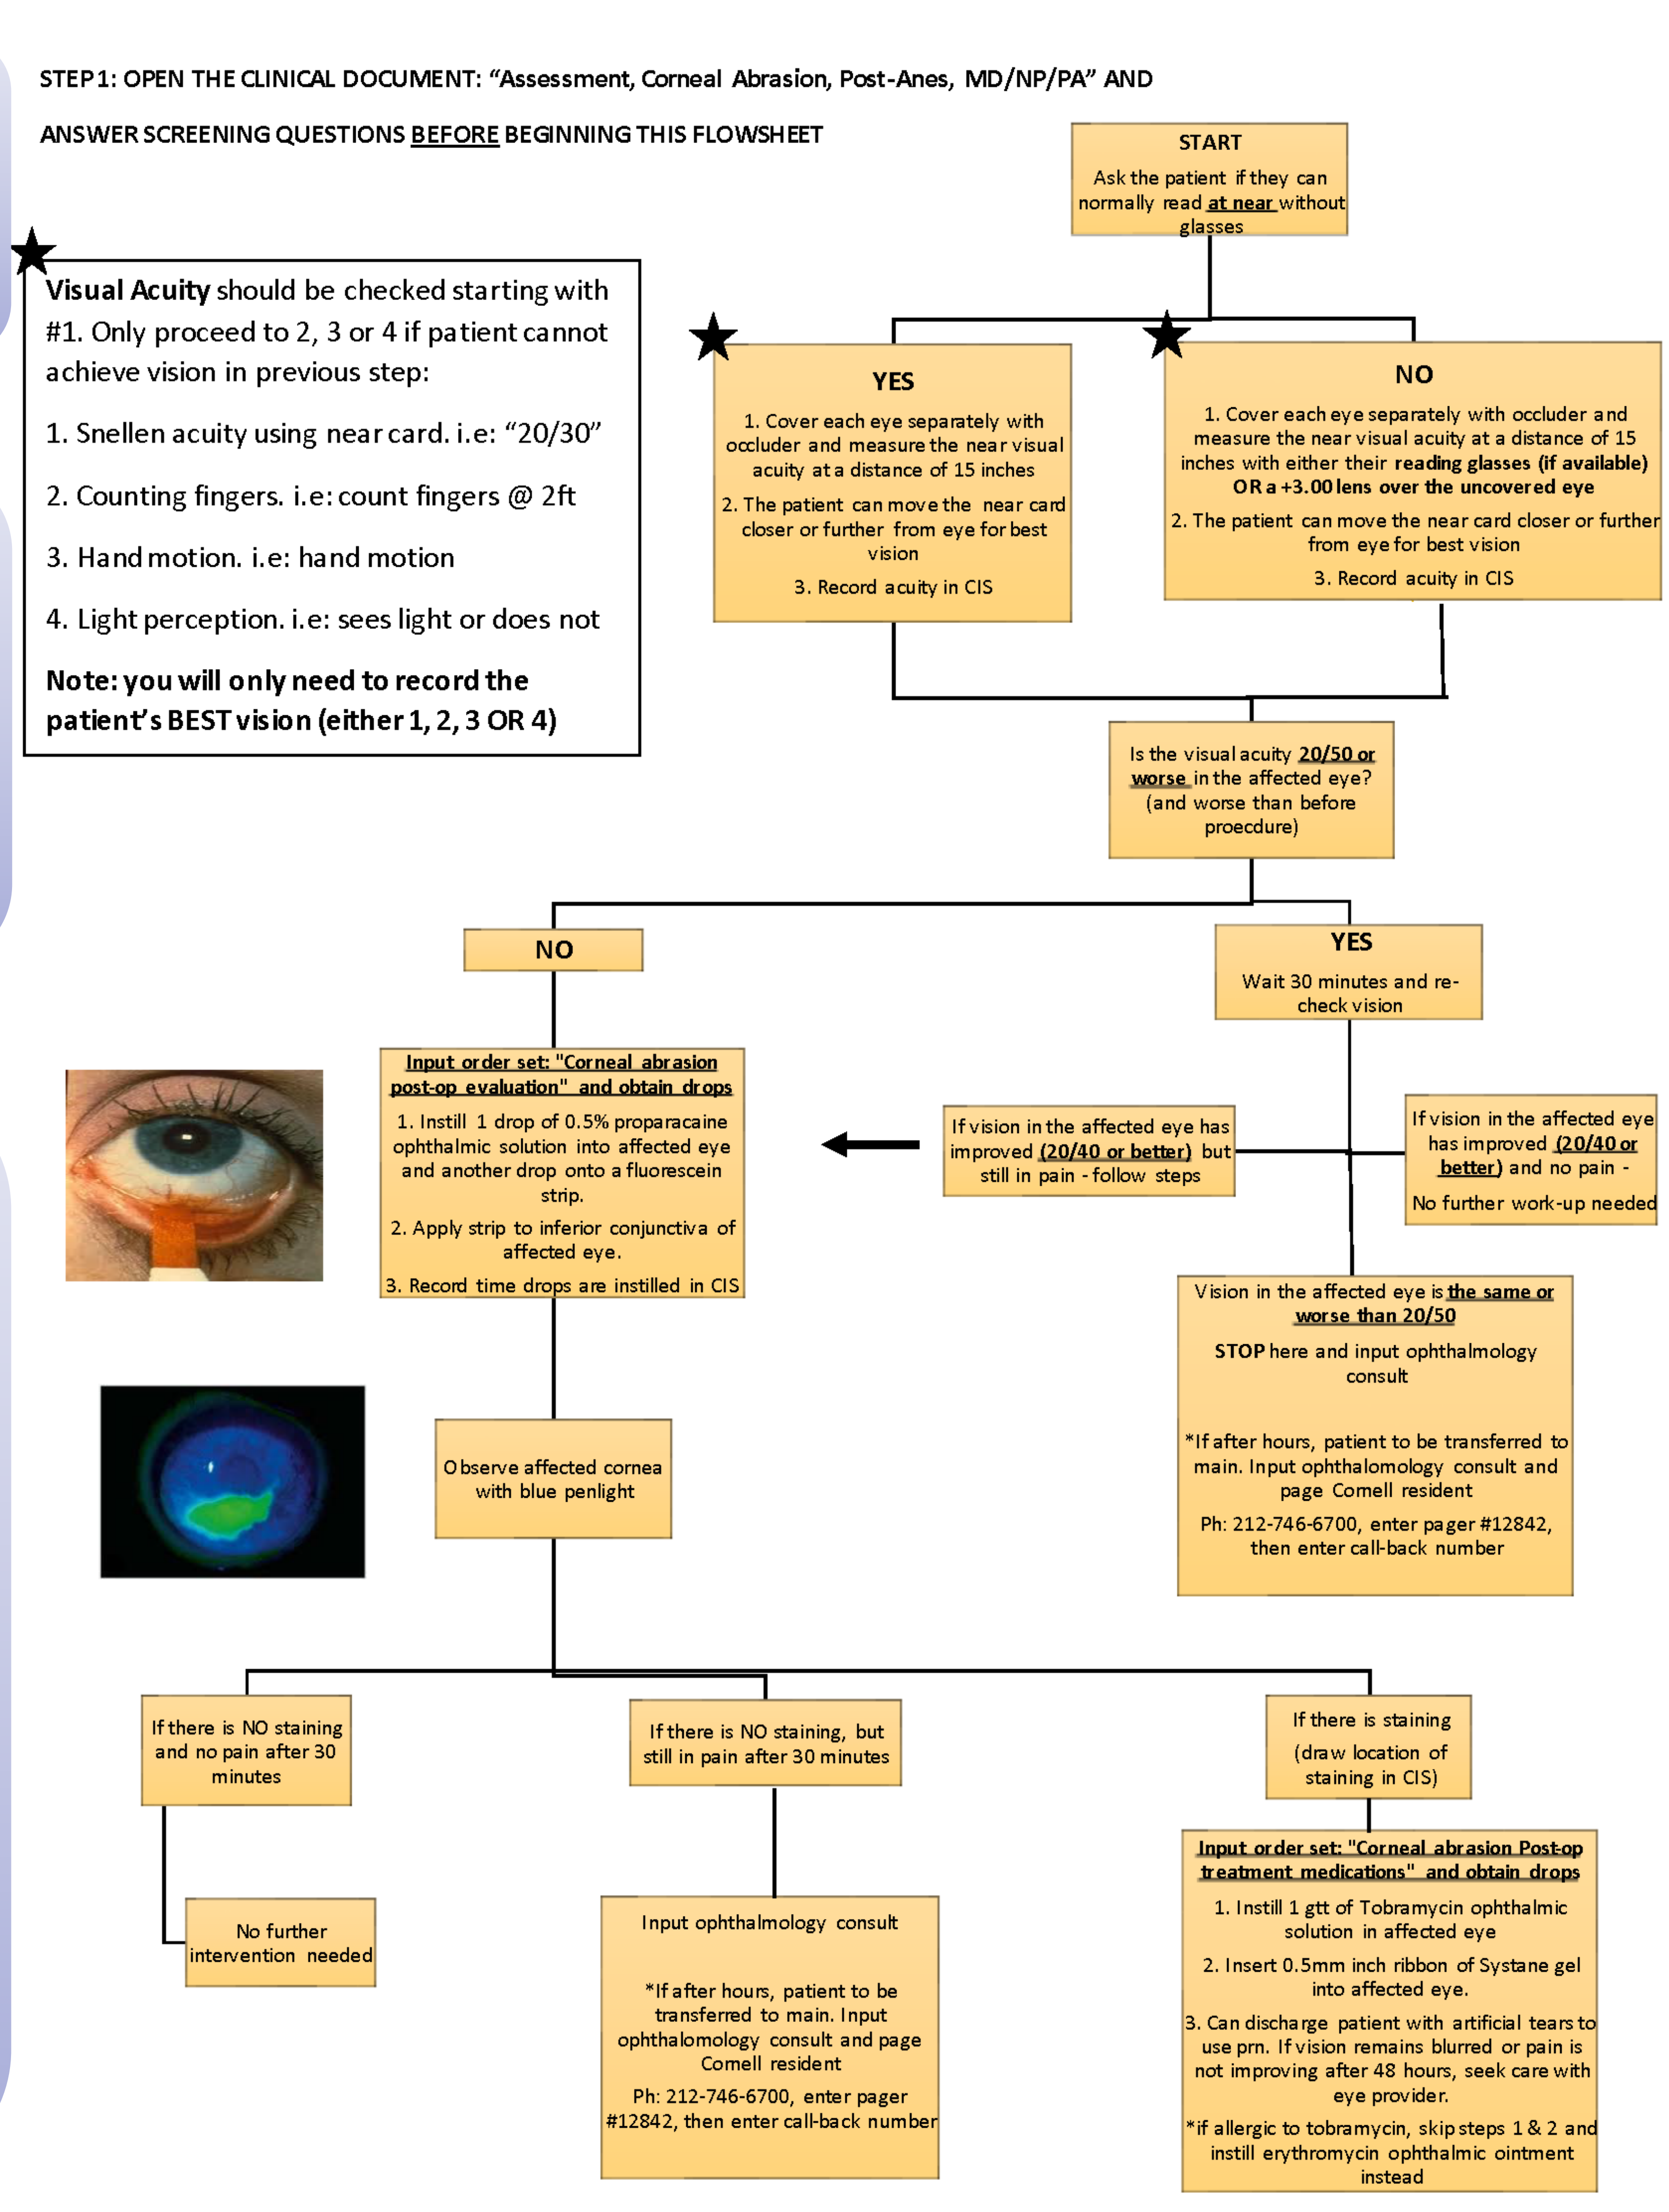 STEP 1: OPEN THE CLINICAL DOCUMENT: “Assessment, Corneal Abrasion, Post-Anes, MD/NP/PA” AND
ANSWER SCREENING QUESTIONS BEFORE BEGINNING THIS FLOWSHEET
START
Ask the patient if they can
normally read at near without
glasses
Visual Acuity should be checked starting with
#1. Only proceed to 2, 3 or 4 if patient cannot
achieve vision in previous step:
1. Snellen acuity using near card. i.e: “20/30”
2. Counting fingers. i.e: count fingers @ 2ft
3. Hand motion. i.e: hand motion
4. Light perception. i.e: sees light or does not
Note: you will only need to record the
patient’s BEST vision (either 1, 2, 3 OR 4)
YES
1. Cover each eye separately with
occluder and measure the near visual
acuity at a distance of 15 inches
2. The patient can move the near card
closer or further from eye for best
vision
3. Record acuity in CIS
NO
1. Cover each eye separately with occluder and
measure the near visual acuity at a distance of 15
inches with either their reading glasses (if available)
OR a +3.00 lens over the uncovered eye
2. The patient can move the near card closer or further
from eye for best vision
3. Record acuity in CIS
Is the visual acuity 20/50 or
worse in the affected eye?
(and worse than before
proecdure)
NO
YES
Wait 30 minutes and re-
check vision
Input order set: "Corneal abrasion
post-op evaluation" and obtain drops
1. Instill 1 drop of 0.5% proparacaine
ophthalmic solution into affected eye
and another drop onto a fluorescein
strip.
2. Apply strip to inferior conjunctiva of
affected eye.
3. Record time drops are instilled in CIS
If vision in the affected eye has
improved (20/40 or better) but
still in pain - follow steps
If vision in the affected eye
has improved (20/40 or
better) and no pain -
No further work-up needed
Vision in the affected eye is the same or
worse than 20/50
STOP here and input ophthalmology
consult
*If after hours, patient to be transferred to
main. Input ophthalomology consult and
page Cornell resident
Ph: 212-746-6700, enter pager #12842,
then enter call-back number
Observe affected cornea
with blue penlight
If there is NO staining
and no pain after 30
minutes
No further
intervention needed
If there is NO staining, but
still in pain after 30 minutes
Input ophthalmology consult
*If after hours, patient to be
transferred to main. Input
ophthalomology consult and page
Cornell resident
Ph: 212-746-6700, enter pager
#12842, then enter call-back number
If there is staining
(draw location of
staining in CIS)
Input order set: "Corneal abrasion Post-op
treatment medications" and obtain drops
1. Instill 1 gtt of Tobramycin ophthalmic
solution in affected eye
2. Insert 0.5mm inch ribbon of Systane gel
into affected eye.
3. Can discharge patient with artificial tears to
use prn. If vision remains blurred or pain is
not improving after 48 hours, seek care with
eye provider.
*if allergic to tobramycin, skip steps 1 & 2 and
instill erythromycin ophthalmic ointment
instead